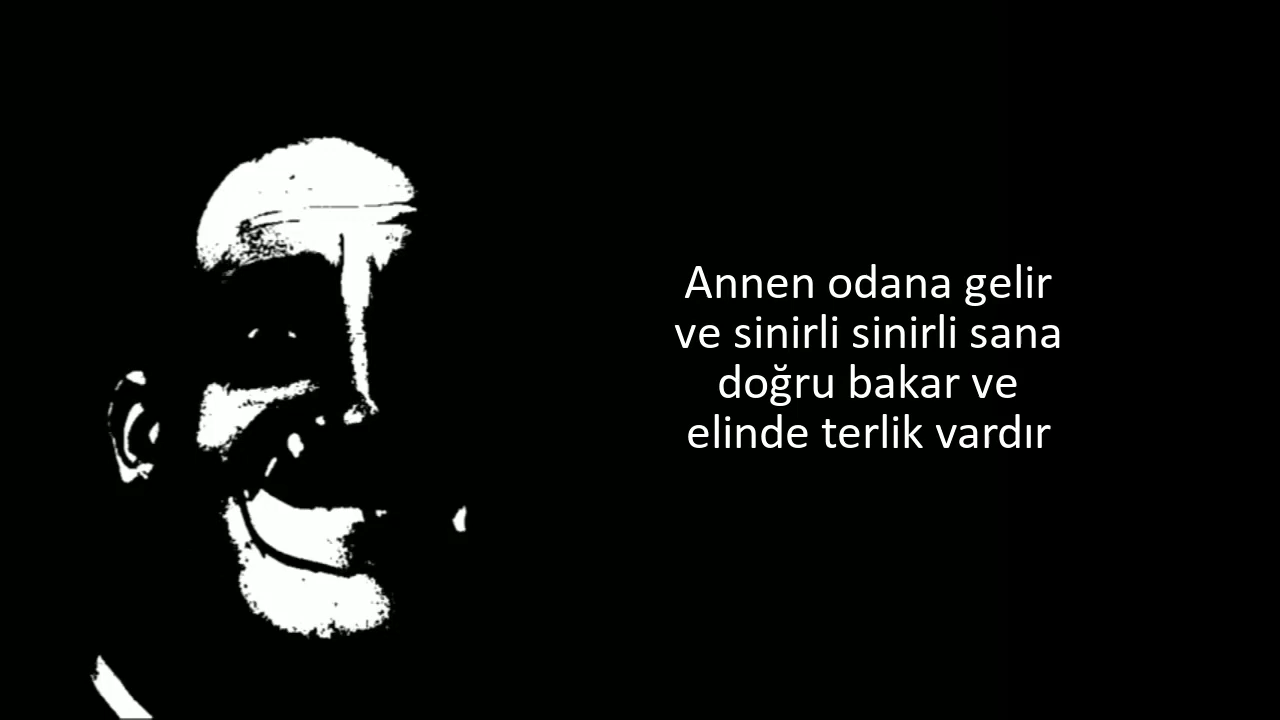 Annen odana gelir
ve sinirli sinirli sana
doğru bakar ve
elinde terlik vardır